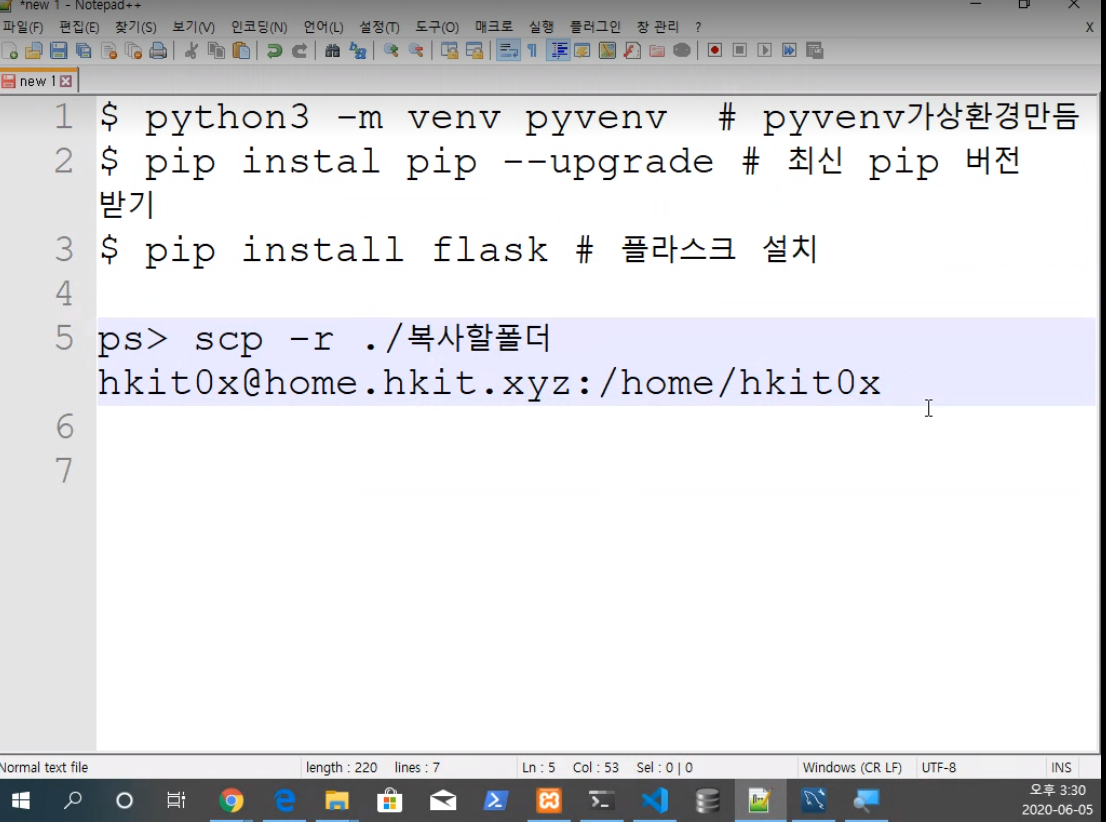 *new 1 - Notepad++
파일(F) 편집(E) 찾기(S) 보기(V) 인코딩(N) 언어(L) 설정(T) 도구(O) 매크로 실행 플러그인 창 관리 ? X
new 1
1 $ python3 -m venv pyvenv # pyvenv가상환경만듬
2 $ pip instal pip --upgrade # 최신 pip 버전
받기
3 $ pip install flask # 플라스크 설치
4
5 ps> scp -r ./복사할폴더
hkit0x@home.hkit.xyz:/home/hkit0x
6
7
Normal text file length : 220 lines : 7 Ln : 5 Col : 53 Sel : 0 | 0 Windows (CR LF) UTF-8 INS
오후 3:30
2020-06-05